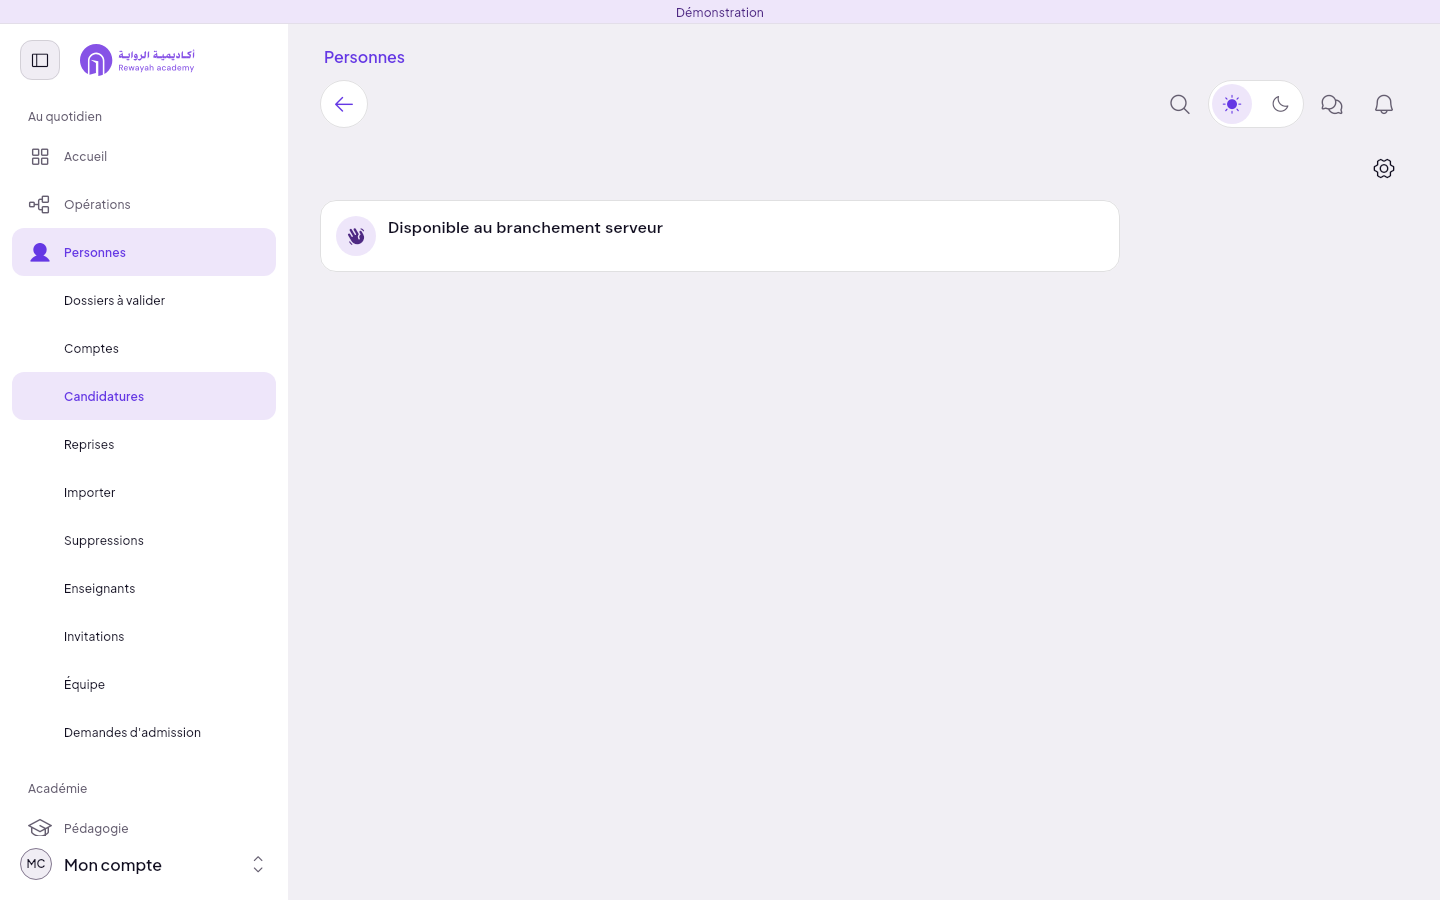 Démonstration
أكاديمية الرواية
Rewayah academy
Au quotidien
Accueil
Opérations
Personnes
Dossiers à valider
Comptes
Candidatures
Reprises
Importer
Suppressions
Enseignants
Invitations
Équipe
Demandes d'admission
Académie
Pédagogie
MC
Mon compte
Personnes
Disponible au branchement serveur